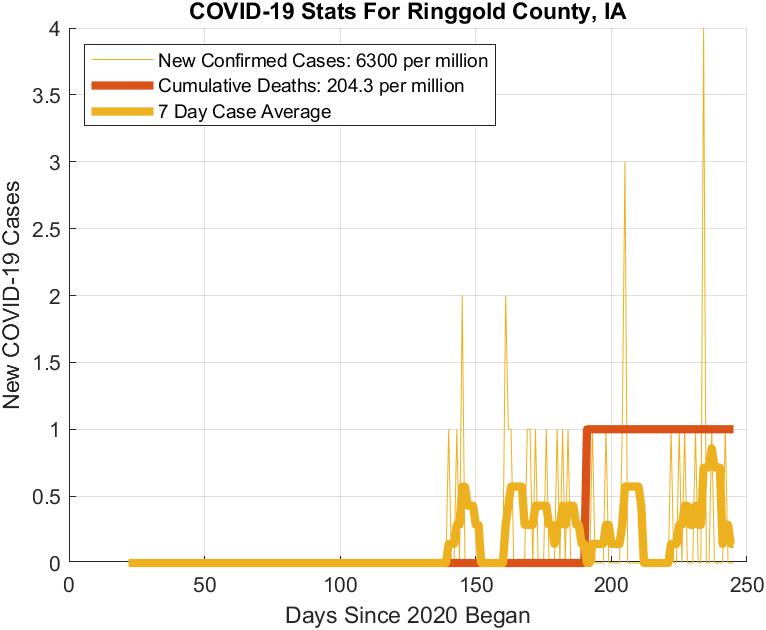 COVID-19 Stats For Ringgold County, IA
New Confirmed Cases: 6300 per million
Cumulative Deaths: 204.3 per million
7 Day Case Average
New COVID-19 Cases
4
3.5
3
2.5
2
1.5
1
0.5
0
0 50 100 150 200 250
Days Since 2020 Began